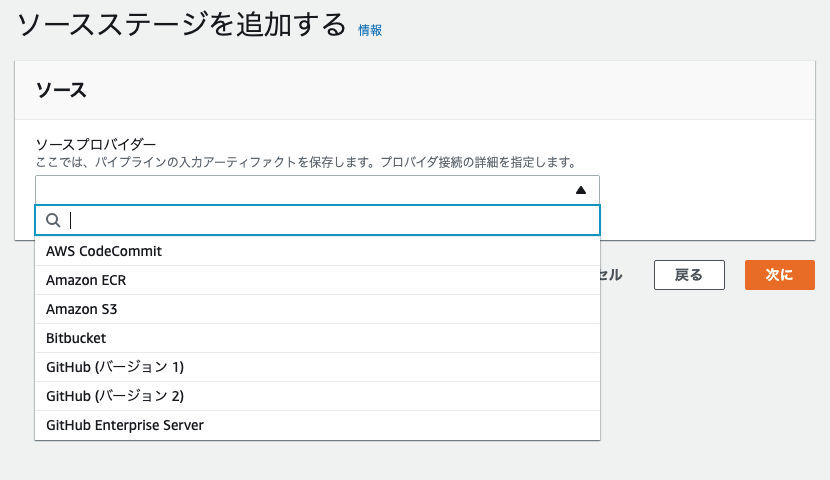 ソースステージを追加する 情報
ソース
ソースプロバイダー
ここでは、パイプラインの入力アーティファクトを保存します。プロバイダ接続の詳細を指定します。
AWS CodeCommit
Amazon ECR
Amazon S3
Bitbucket
GitHub (バージョン 1)
GitHub (バージョン 2)
GitHub Enterprise Server
セル 戻る 次に